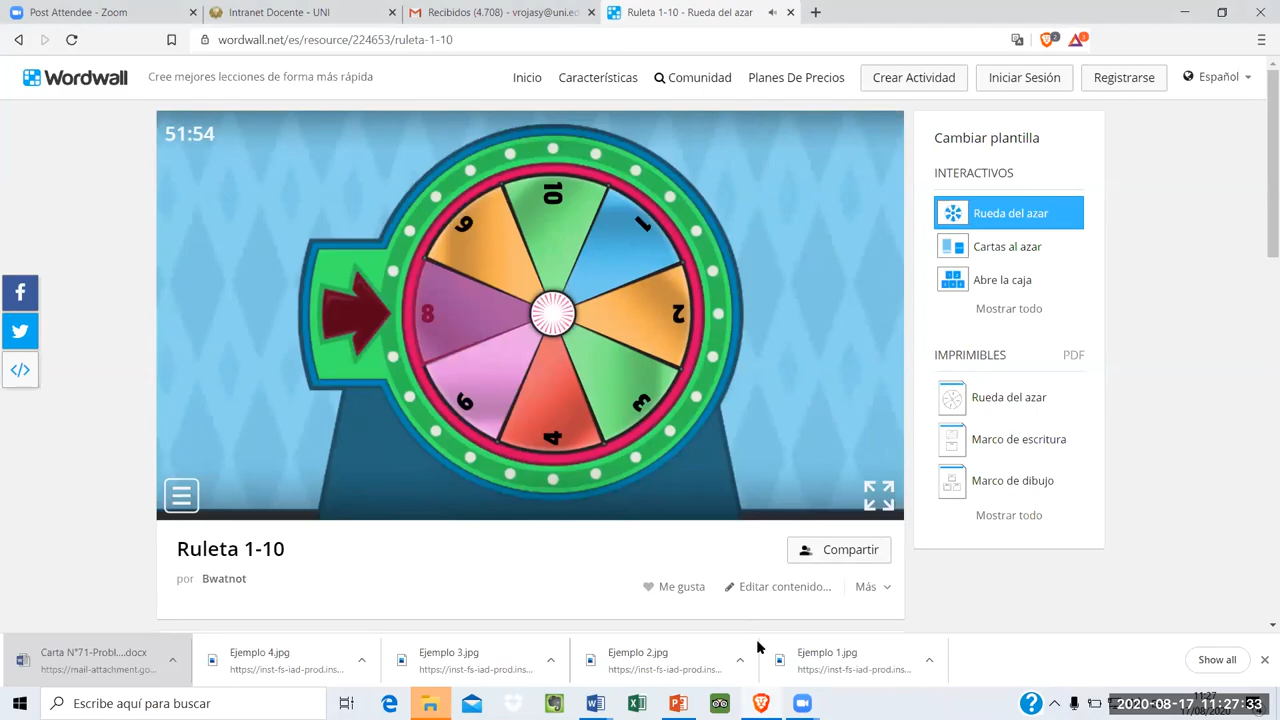 Post Attendee - Zoom
Intranet Docente - UNI
Recibidos (4.708) - vrojasy@uni.ed
Ruleta 1-10 - Rueda del azar
wordwall.net/es/resource/224653/ruleta-1-10
2
3
Wordwall
Cree mejores lecciones de forma más rápida
Inicio
Características
Comunidad
Planes De Precios
Crear Actividad
Iniciar Sesión
Registrarse
Español
51:54
10
1
2
3
4
6
8
9
Cambiar plantilla
INTERACTIVOS
Rueda del azar
Cartas al azar
Abre la caja
Mostrar todo
IMPRIMIBLES
PDF
Rueda del azar
Marco de escritura
Marco de dibujo
Mostrar todo
Ruleta 1-10
Compartir
por Bwatnot
Me gusta
Editar contenido...
Más
Carta N°71-Probl....docx
https://mail-attachment.go...
Ejemplo 4.jpg
https://inst-fs-iad-prod.ins...
Ejemplo 3.jpg
https://inst-fs-iad-prod.ins...
Ejemplo 2.jpg
https://inst-fs-iad-prod.ins...
Ejemplo 1.jpg
https://inst-fs-iad-prod.ins...
Show all
Escribe aquí para buscar
11:27
2020-08-17 11:27:33
17/08/2020